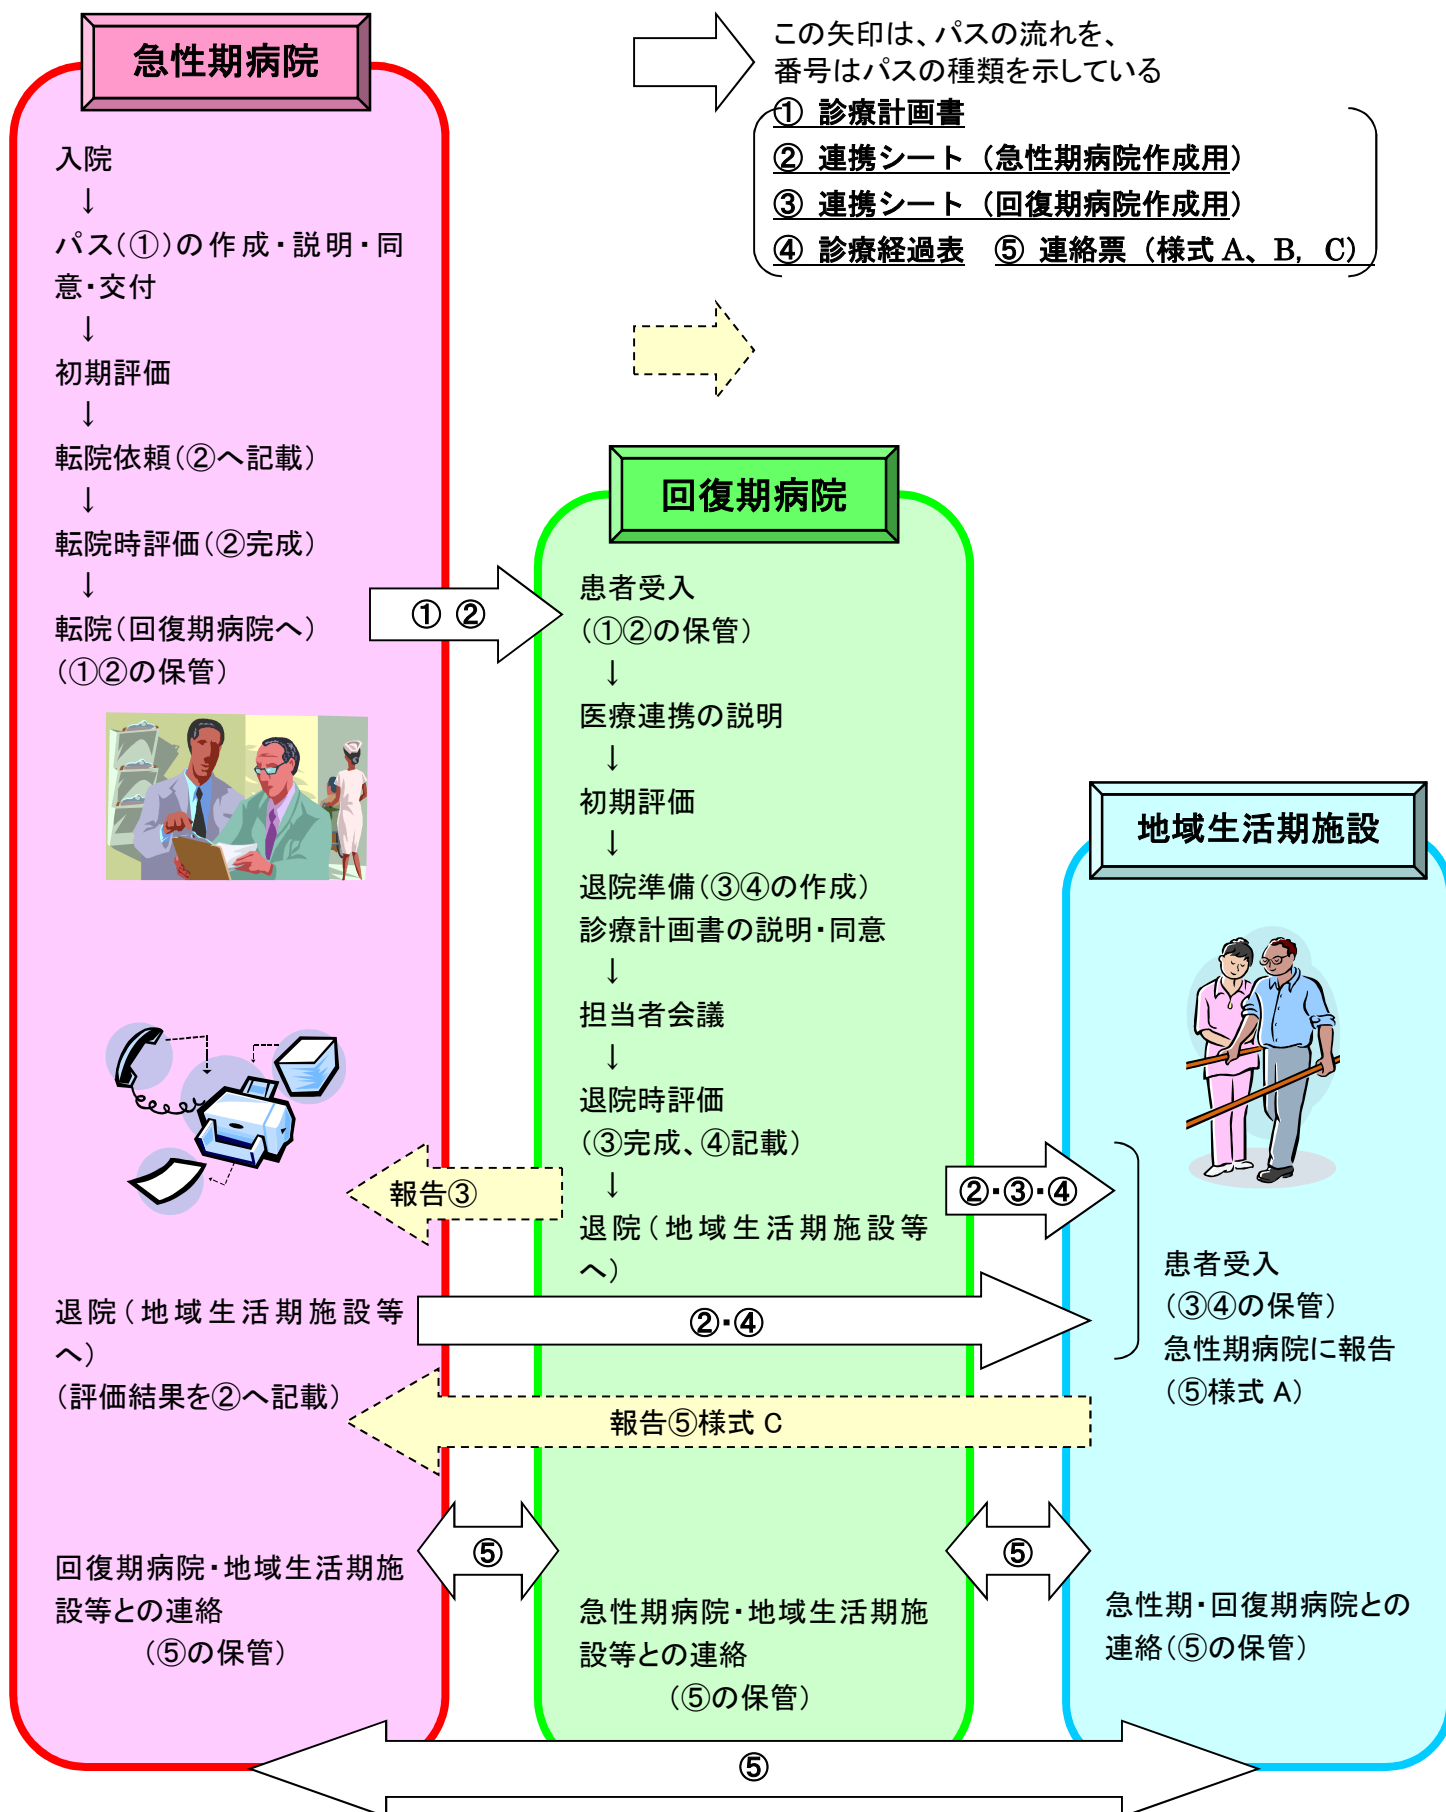 急性期病院
この矢印は、パスの流れを、
番号はパスの種類を示している
① 診療計画書
② 連携シート（急性期病院作成用）
③ 連携シート（回復期病院作成用）
④ 診療経過表 ⑤ 連絡票（様式 A、B，C）
入院
↓
パス（①）の作成・説明・同
意・交付
↓
初期評価
↓
転院依頼（②へ記載）
↓
転院時評価（②完成）
↓
転院（回復期病院へ）
（①②の保管）
① ②
回復期病院
患者受入
（①②の保管）
↓
医療連携の説明
↓
初期評価
↓
退院準備（③④の作成）
診療計画書の説明・同意
↓
担当者会議
↓
退院時評価
（③完成、④記載）
↓
退院（地域生活期施設等
へ）
報告③
②・③・④
地域生活期施設
患者受入
（③④の保管）
急性期病院に報告
（⑤様式 A）
退院（地域生活期施設等
へ）
（評価結果を②へ記載）
②・④
報告⑤様式 C
⑤
⑤
回復期病院・地域生活期施
設等との連絡
（⑤の保管）
急性期病院・地域生活期施
設等との連絡
（⑤の保管）
急性期・回復期病院との
連絡（⑤の保管）
⑤